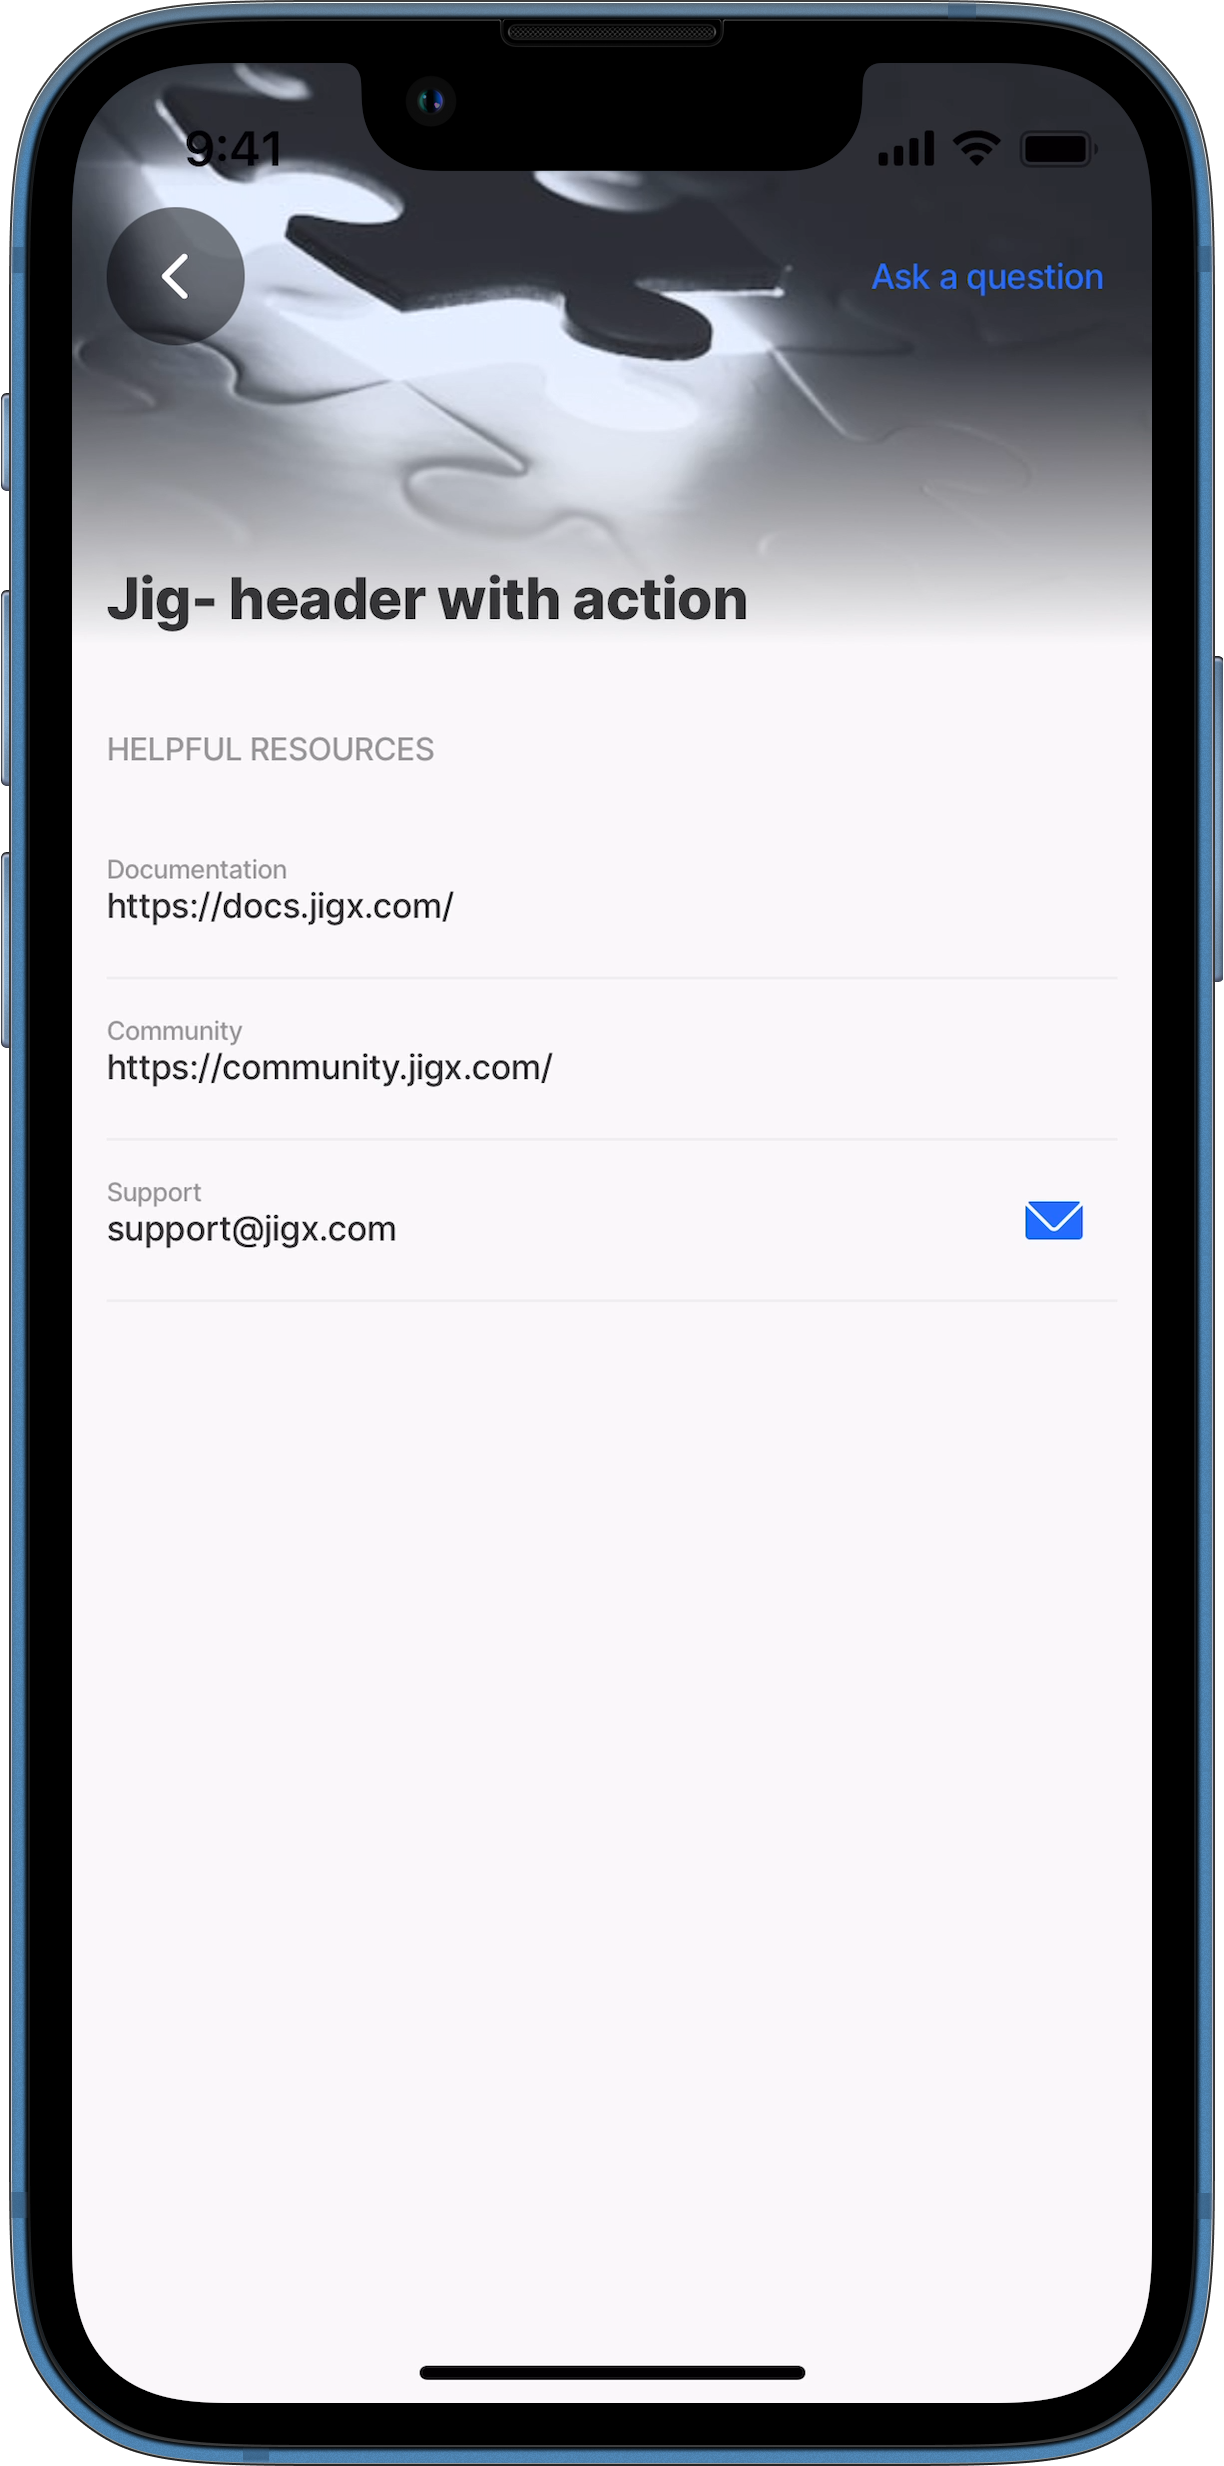 9:41
Ask a question
Jig- header with action
HELPFUL RESOURCES
Documentation
https://docs.jigx.com/
Community
https://community.jigx.com/
Support
support@jigx.com